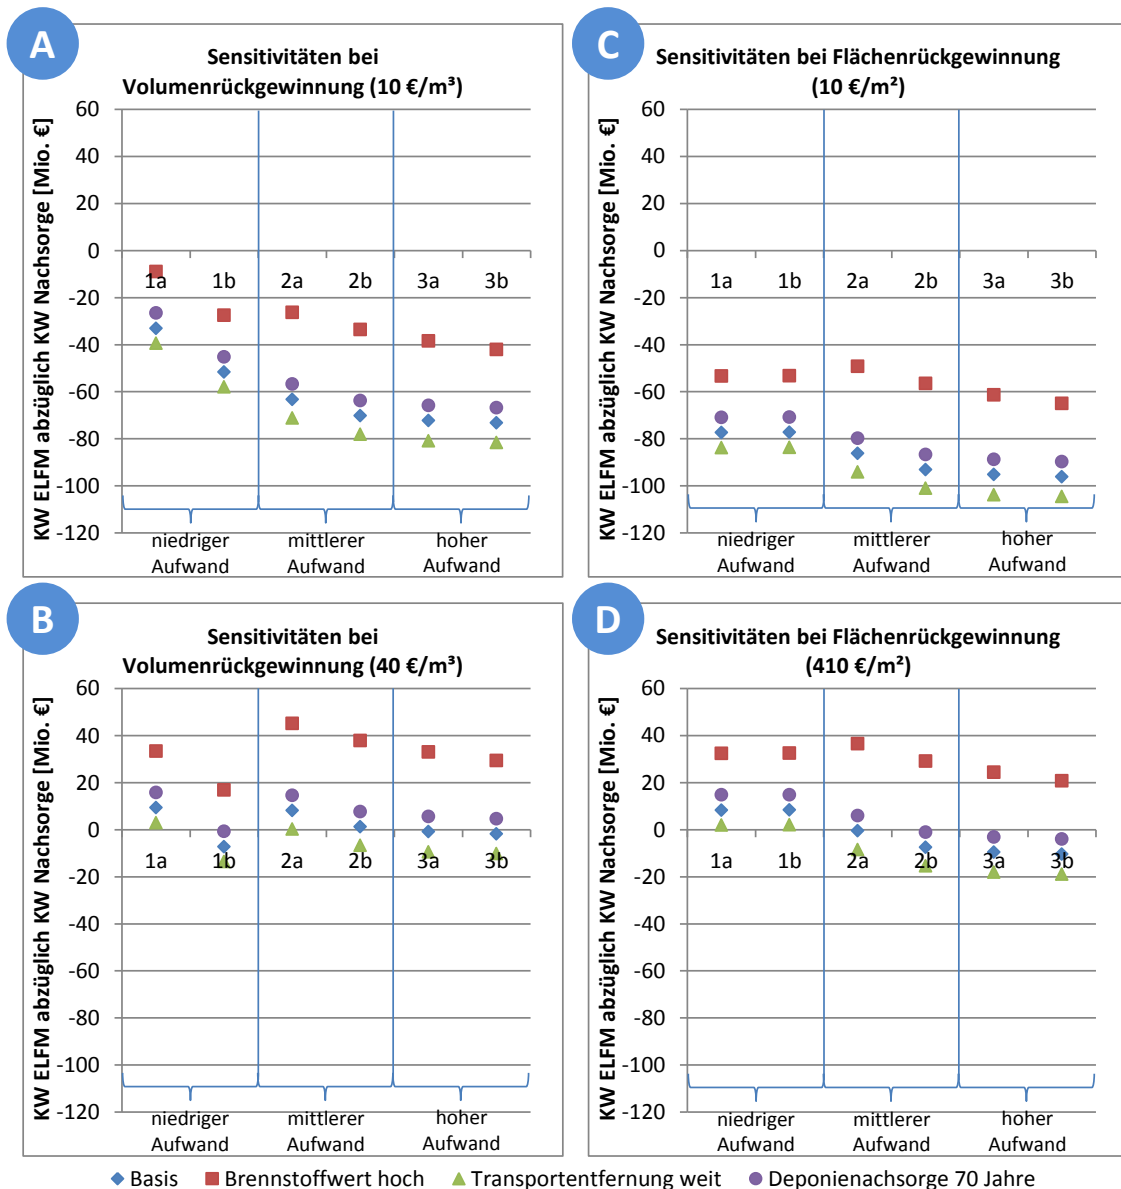 A
Sensitivitäten bei
Volumenrückgewinnung (10 €/m³)
KW ELFM abzüglich KW Nachsorge [Mio. €]
60
40
20
0
-20
-40
-60
-80
-100
-120
1a 1b 2a 2b 3a 3b
niedriger Aufwand
mittlerer Aufwand
hoher Aufwand
C
Sensitivitäten bei Flächenrückgewinnung
(10 €/m²)
KW ELFM abzüglich KW Nachsorge [Mio. €]
60
40
20
0
-20
-40
-60
-80
-100
-120
1a 1b 2a 2b 3a 3b
niedriger Aufwand
mittlerer Aufwand
hoher Aufwand
B
Sensitivitäten bei
Volumenrückgewinnung (40 €/m³)
KW ELFM abzüglich KW Nachsorge [Mio. €]
60
40
20
0
-20
-40
-60
-80
-100
-120
1a 1b 2a 2b 3a 3b
niedriger Aufwand
mittlerer Aufwand
hoher Aufwand
D
Sensitivitäten bei Flächenrückgewinnung
(410 €/m²)
KW ELFM abzüglich KW Nachsorge [Mio. €]
60
40
20
0
-20
-40
-60
-80
-100
-120
1a 1b 2a 2b 3a 3b
niedriger Aufwand
mittlerer Aufwand
hoher Aufwand
Basis Brennstoffwert hoch Transportentfernung weit Deponienachsorge 70 Jahre